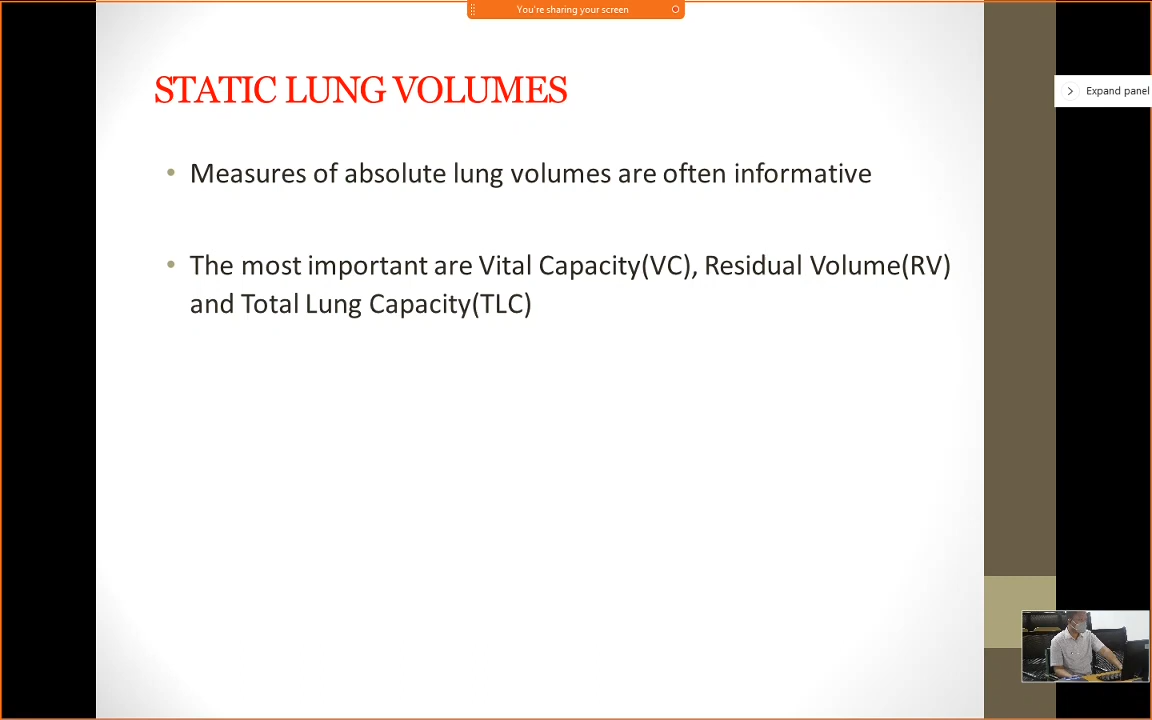 You're sharing your screen
Expand panel
STATIC LUNG VOLUMES
• Measures of absolute lung volumes are often informative
• The most important are Vital Capacity(VC), Residual Volume(RV)
and Total Lung Capacity(TLC)